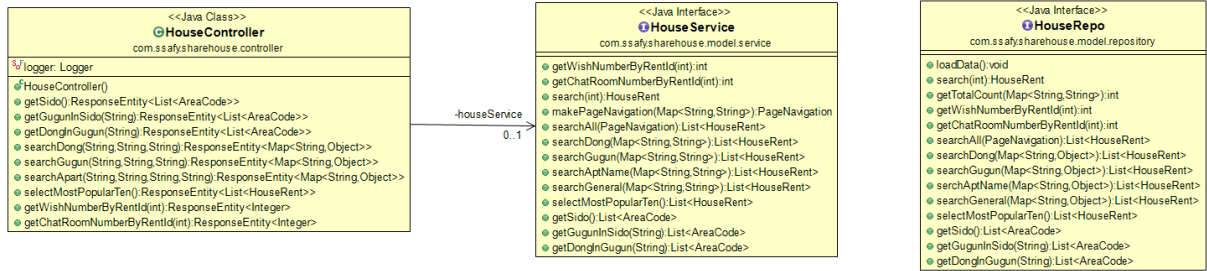 <<Java Class>>
HouseController
com.ssafy.sharehouse.controller
logger: Logger
HouseController()
getSido():ResponseEntity<List<AreaCode>>
getGugunInSido(String):ResponseEntity<List<AreaCode>>
getDongInGugun(String):ResponseEntity<List<AreaCode>>
searchDong(String,String,String):ResponseEntity<Map<String,Object>>
searchGugun(String,String,String):ResponseEntity<Map<String,Object>>
searchApart(String,String,String,String):ResponseEntity<Map<String,Object>>
selectMostPopularTen():ResponseEntity<List<HouseRent>>
getWishNumberByRentId(int):ResponseEntity<Integer>
getChatRoomNumberByRentId(int):ResponseEntity<Integer>
-houseService
0..1
<<Java Interface>>
HouseService
com.ssafy.sharehouse.model.service
getWishNumberByRentId(int):int
getChatRoomNumberByRentId(int):int
search(int):HouseRent
makePageNavigation(Map<String,String>):PageNavigation
searchAll(PageNavigation):List<HouseRent>
searchDong(Map<String,String>):List<HouseRent>
searchGugun(Map<String,String>):List<HouseRent>
searchAptName(Map<String,String>):List<HouseRent>
searchGeneral(Map<String,String>):List<HouseRent>
selectMostPopularTen():List<HouseRent>
getSido():List<AreaCode>
getGugunInSido(String):List<AreaCode>
getDongInGugun(String):List<AreaCode>
<<Java Interface>>
HouseRepo
com.ssafy.sharehouse.model.repository
loadData():void
search(int):HouseRent
getTotalCount(Map<String,String>):int
getWishNumberByRentId(int):int
getChatRoomNumberByRentId(int):int
searchAll(PageNavigation):List<HouseRent>
searchDong(Map<String,Object>):List<HouseRent>
searchGugun(Map<String,Object>):List<HouseRent>
serchAptName(Map<String,Object>):List<HouseRent>
searchGeneral(Map<String,Object>):List<HouseRent>
selectMostPopularTen():List<HouseRent>
getSido():List<AreaCode>
getGugunInSido(String):List<AreaCode>
getDongInGugun(String):List<AreaCode>